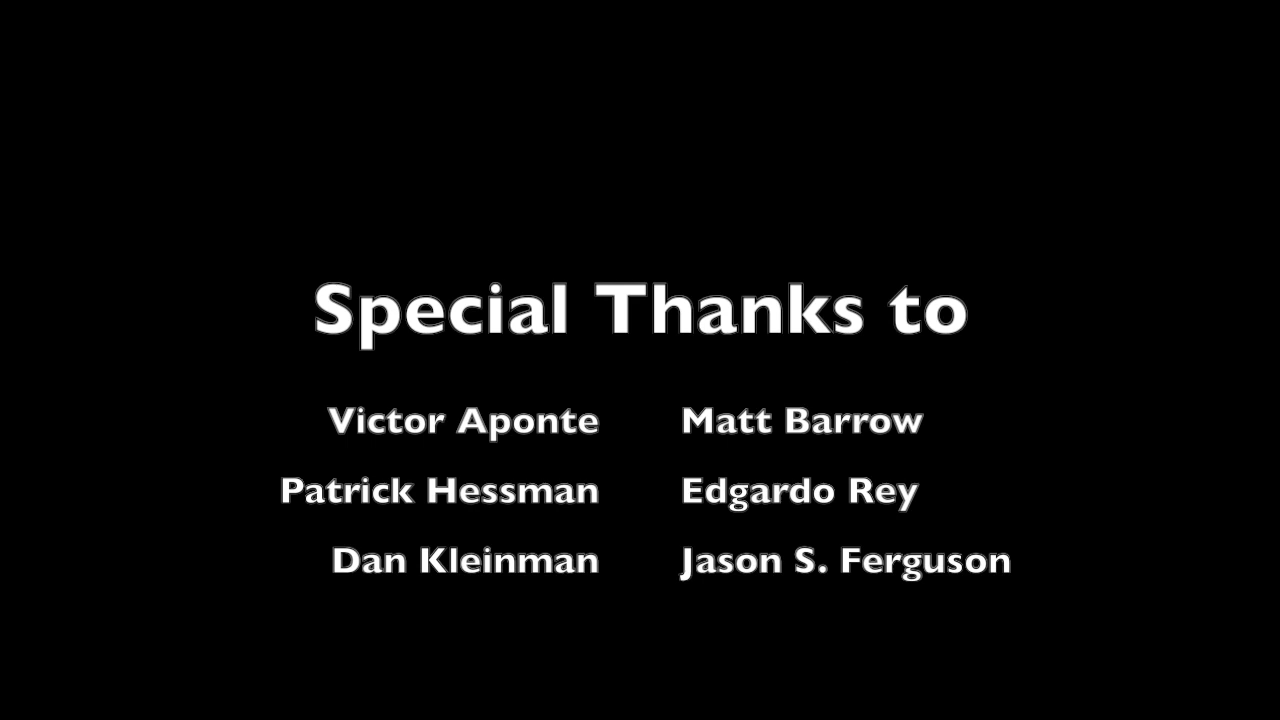 Special Thanks to
Victor Aponte Matt Barrow
Patrick Hessman Edgardo Rey
Dan Kleinman Jason S. Ferguson